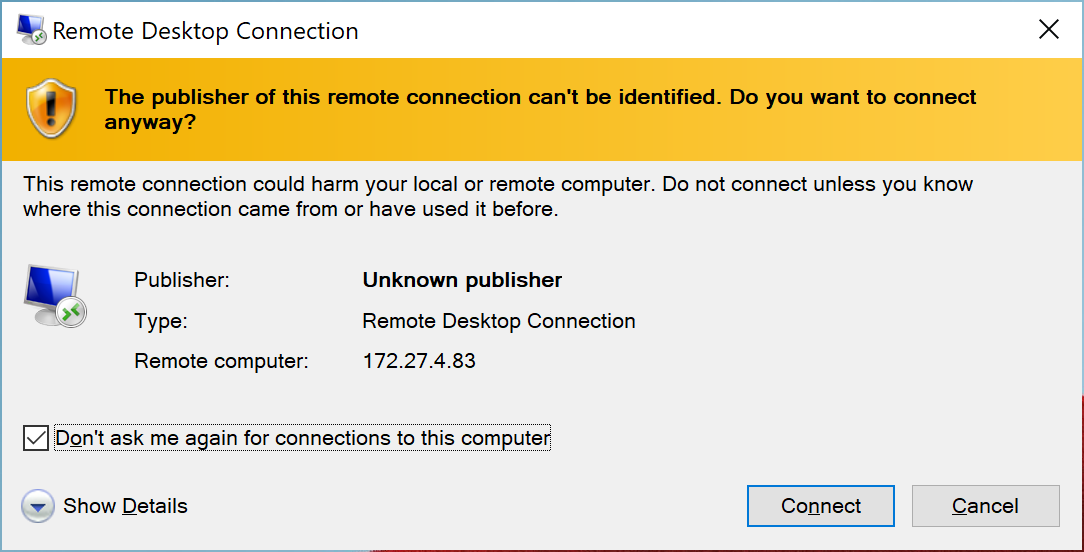 Remote Desktop Connection
The publisher of this remote connection can't be identified. Do you want to connect
anyway?
This remote connection could harm your local or remote computer. Do not connect unless you know
where this connection came from or have used it before.
Publisher: Unknown publisher
Type: Remote Desktop Connection
Remote computer: 172.27.4.83
Don't ask me again for connections to this computer
Show Details Connect Cancel